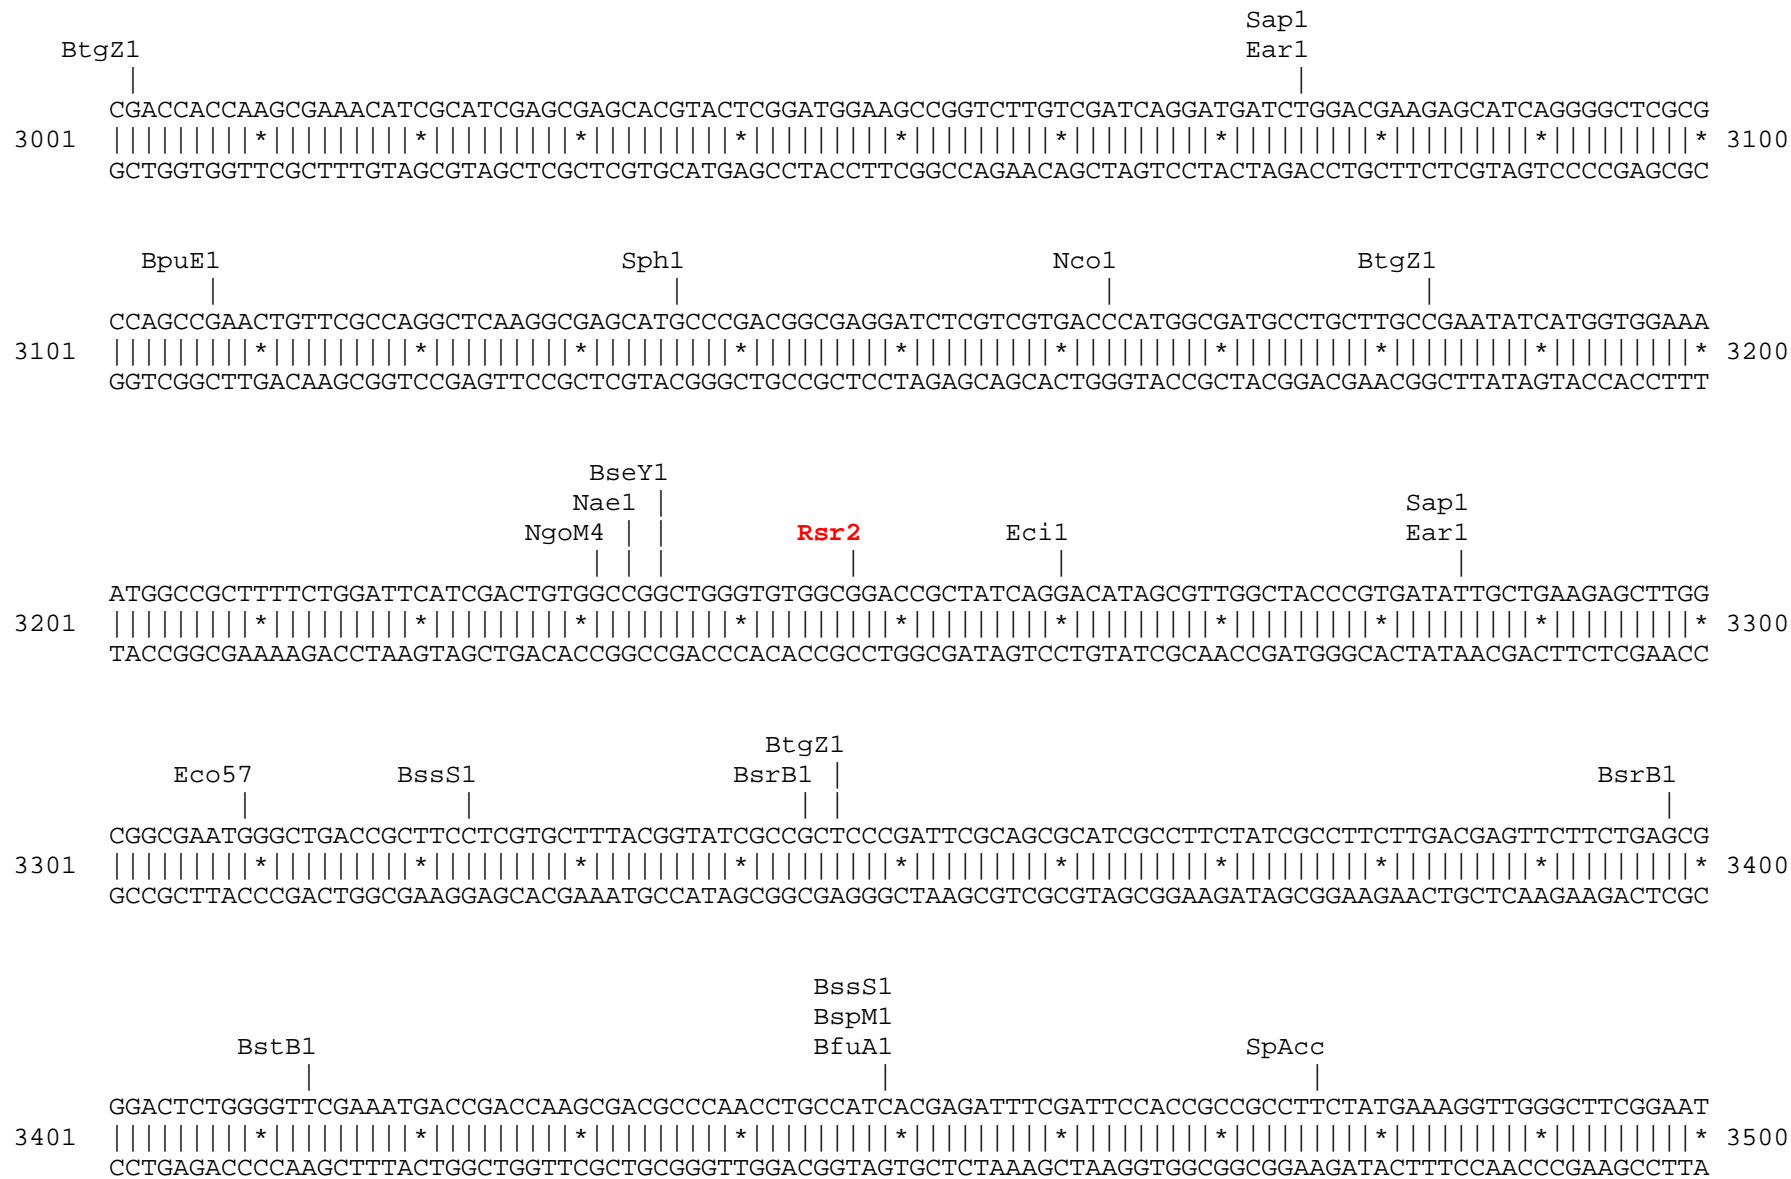 Sap1
BtgZ1 Ear1
| |
CGACCACCAAGCGAAACATCGCATCGAGCGAGCACGTACTCGGATGGAAGCCGGTCTTGTCGATCAGGATGATCTGGACGAAGAGCATCAGGGGCTCGCG
3001 |||||||||*|||||||||*|||||||||*|||||||||*|||||||||*|||||||||*|||||||||*|||||||||*|||||||||*|||||||||* 3100
GCTGGTGGTTCGCTTTGTAGCGTAGCTCGCTCGTGCATGAGCCTACCTTCGGCCAGAACAGCTAGTCCTACTAGACCTGCTTCTCGTAGTCCCCGAGCGC
BpuE1 Sph1 Nco1 BtgZ1
| | | |
CCAGCCGAACTGTTCGCCAGGCTCAAGGCGAGCATGCCCGACGGCGAGGATCTCGTCGTGACCCATGGCGATGCCTGCTTGCCGAATATCATGGTGGAAA
3101 |||||||||*|||||||||*|||||||||*|||||||||*|||||||||*|||||||||*|||||||||*|||||||||*|||||||||*|||||||||* 3200
GGTCGGCTTGACAAGCGGTCCGAGTTCCGCTCGTACGGGCTGCCGCTCCTAGAGCAGCACTGGGTACCGCTACGGACGAACGGCTTATAGTACCACCTTT
BseY1
Nae1 | Sap1
NgoM4 | | Rsr2 Eci1 Ear1
| | | | | |
ATGGCCGCTTTTCTGGATTCATCGACTGTGGCCGGCTGGGTGTGGCGGACCGCTATCAGGACATAGCGTTGGCTACCCGTGATATTGCTGAAGAGCTTGG
3201 |||||||||*|||||||||*|||||||||*|||||||||*|||||||||*|||||||||*|||||||||*|||||||||*|||||||||*|||||||||* 3300
TACCGGCGAAAAGACCTAAGTAGCTGACACCGGCCGACCCACACCGCCTGGCGATAGTCCTGTATCGCAACCGATGGGCACTATAACGACTTCTCGAACC
BtgZ1
Eco57 BssS1 BsrB1 | BsrB1
| | | | |
CGGCGAATGGGCTGACCGCTTCCTCGTGCTTTACGGTATCGCCGCTCCCGATTCGCAGCGCATCGCCTTCTATCGCCTTCTTGACGAGTTCTTCTGAGCG
3301 |||||||||*|||||||||*|||||||||*|||||||||*|||||||||*|||||||||*|||||||||*|||||||||*|||||||||*|||||||||* 3400
GCCGCTTACCCGACTGGCGAAGGAGCACGAAATGCCATAGCGGCGAGGGCTAAGCGTCGCGTAGCGGAAGATAGCGGAAGAACTGCTCAAGAAGACTCGC
BssS1
BspM1
BstB1 BfuA1 SpAcc
| | |
GGACTCTGGGGTTCGAAATGACCGACCAAGCGACGCCCAACCTGCCATCACGAGATTTCGATTCCACCGCCGCCTTCTATGAAAGGTTGGGCTTCGGAAT
3401 |||||||||*|||||||||*|||||||||*|||||||||*|||||||||*|||||||||*|||||||||*|||||||||*|||||||||*|||||||||* 3500
CCTGAGACCCCAAGCTTTACTGGCTGGTTCGCTGCGGGTTGGACGGTAGTGCTCTAAAGCTAAGGTGGCGGCGGAAGATACTTTCCAACCCGAAGCCTTA